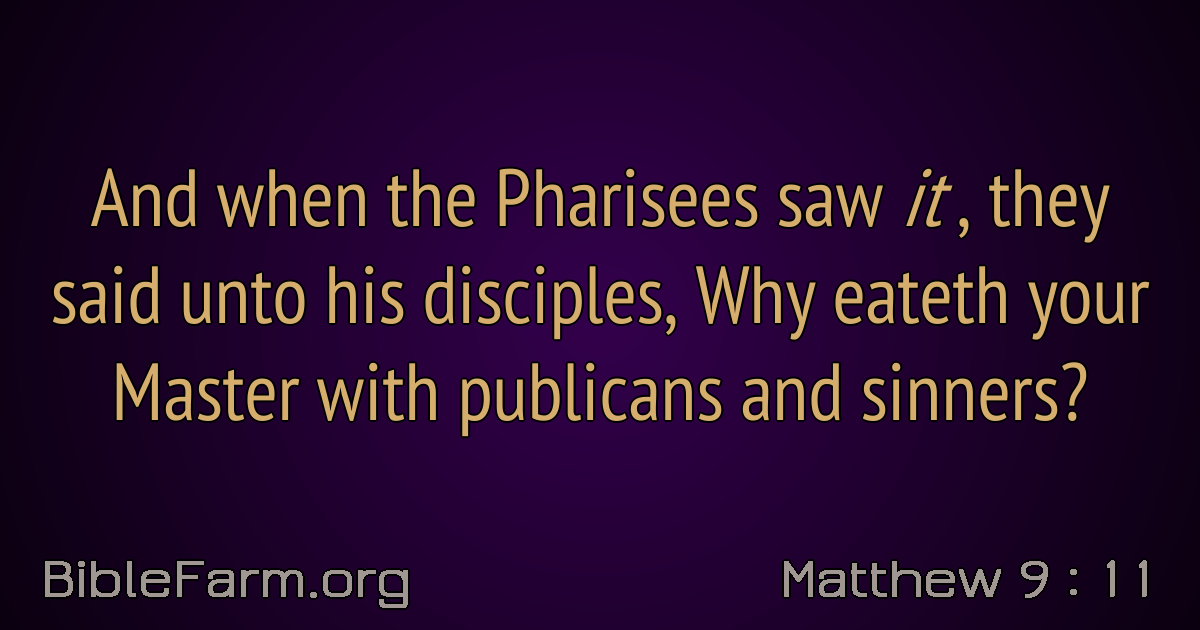 And when the Pharisees saw it , they
said unto his disciples, Why eateth your
Master with publicans and sinners?
BibleFarm.org
Matthew 9 : 11